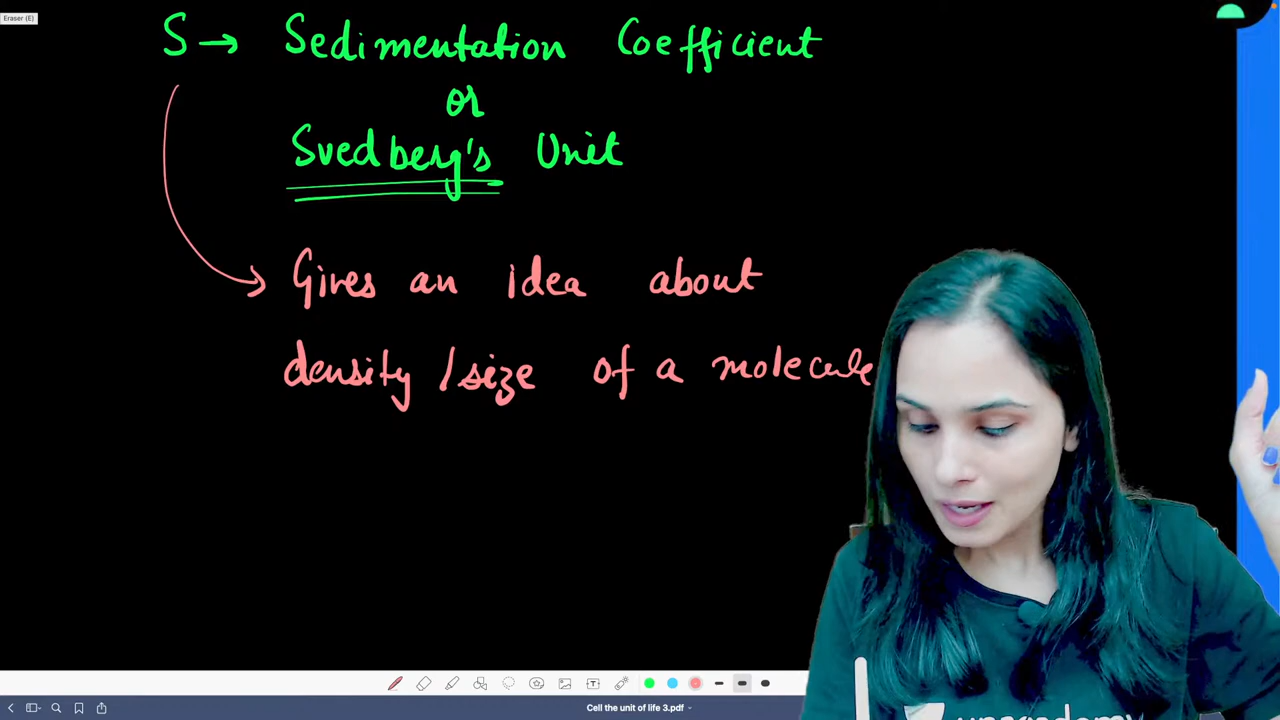 Eraser (E)
S → Sedimentation Coefficient
or
Svedberg's Unit
Gives an idea about
density / size of a molecule
Cell the unit of life 3.pdf
unacademy